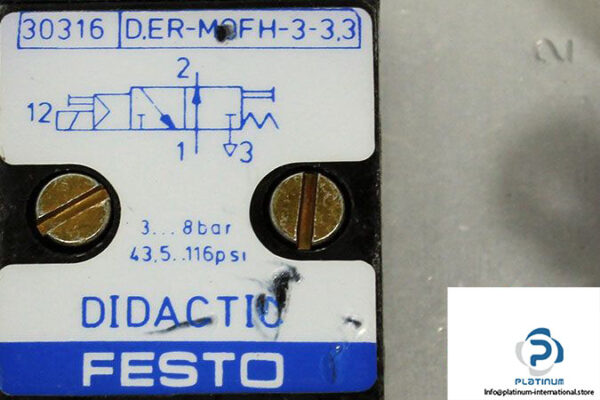 30316 D.ER-MOFH-3-3,3
2
12
1 3
3...8bar
43,5..116psi
DIDACTIC
FESTO
2
P
PLATINUM
Info@platinum-international.store